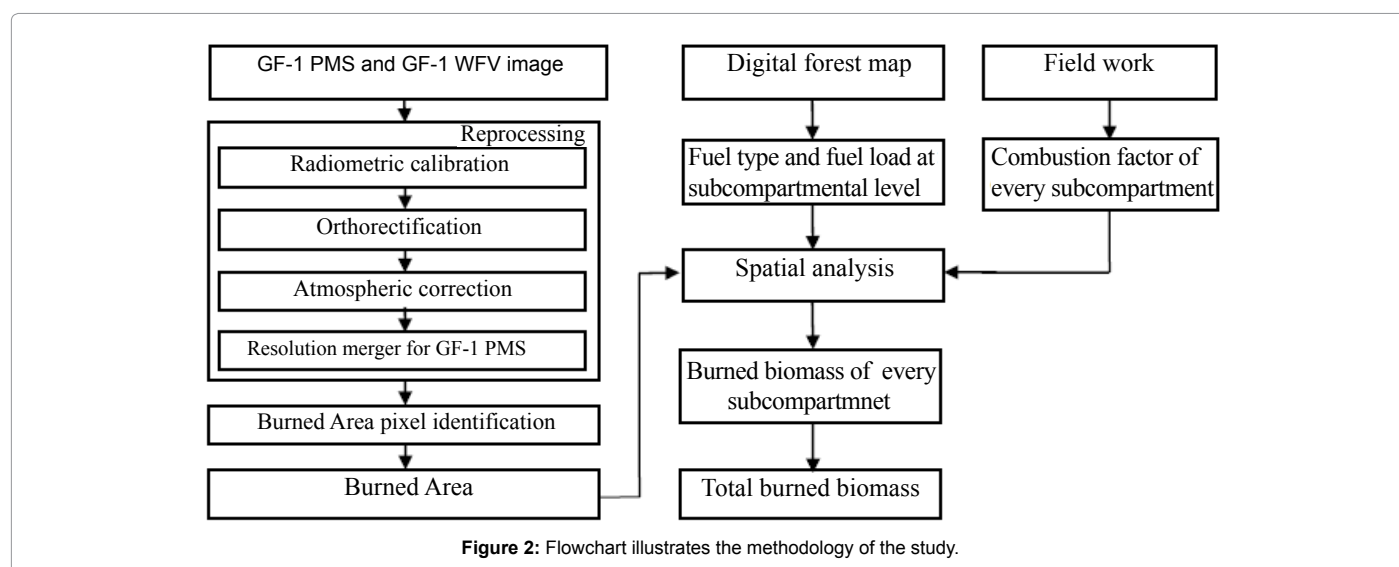 GF-1 PMS and GF-1 WFV image
Reprocessing
Radiometric calibration
Orthorectification
Atmospheric correction
Resolution merger for GF-1 PMS
Burned Area pixel identification
Burned Area
Digital forest map
Fuel type and fuel load at
subcompartmental level
Spatial analysis
Burned biomass of every
subcompartmnet
Total burned biomass
Field work
Combustion factor of
every subcompartment
Figure 2: Flowchart illustrates the methodology of the study.